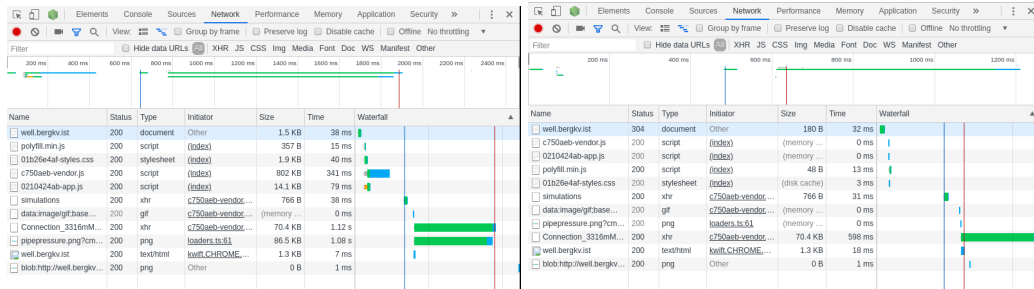 Elements Console Sources Network Performance Memory Application Security »
View: Group by frame Preserve log Disable cache Offline No throttling
Filter Hide data URLs All XHR JS CSS Img Media Font Doc WS Manifest Other
200 ms 400 ms 600 ms 800 ms 1000 ms 1200 ms 1400 ms 1600 ms 1800 ms 2000 ms 2200 ms 2400 ms
Name Status Type Initiator Size Time Waterfall
well.bergkv.ist 200 document Other 1.5 KB 38 ms
polyfill.min.js 200 script (index) 357 B 15 ms
01b26e4af-styles.css 200 stylesheet (index) 1.9 KB 40 ms
c750aeb-vendor.js 200 script (index) 802 KB 341 ms
0210424ab-app.js 200 script (index) 14.1 KB 79 ms
simulations 200 xhr c750aeb-vendor.... 766 B 38 ms
data:image/gif;base... 200 gif (memory ... 0 ms
Connection_3316mM... 200 xhr c750aeb-vendor.... 70.4 KB 1.12 s
pipepressure.png?cm... 200 png loaders.ts:61 86.5 KB 1.08 s
well.bergkv.ist 200 text/html kwift.CHROME.... 1.3 KB 7 ms
blob:http://well.bergkv... 200 png Other 0 B 1 ms
Elements Console Sources Network Performance Memory Application Security »
View: Group by frame Preserve log Disable cache Offline No throttling
Filter Hide data URLs All XHR JS CSS Img Media Font Doc WS Manifest Other
200 ms 400 ms 600 ms 800 ms 1000 ms 1200 ms
Name Status Type Initiator Size Time Waterfall
well.bergkv.ist 304 document Other 180 B 32 ms
c750aeb-vendor.js 200 script (index) (memory ... 0 ms
0210424ab-app.js 200 script (index) (memory ... 0 ms
polyfill.min.js 200 script (index) 48 B 13 ms
01b26e4af-styles.css 200 stylesheet (index) (disk cache) 3 ms
simulations 200 xhr c750aeb-vendor.... 766 B 31 ms
data:image/gif;base... 200 gif c750aeb-vendor.... (memory ... 0 ms
pipepressure.png?cm... 200 png loaders.ts:61 (memory ... 0 ms
Connection_3316mM... 200 xhr c750aeb-vendor.... 70.4 KB 598 ms
well.bergkv.ist 200 text/html kwift.CHROME.... 1.3 KB 18 ms
blob:http://well.bergkv... 200 png Other 0 B 1 ms